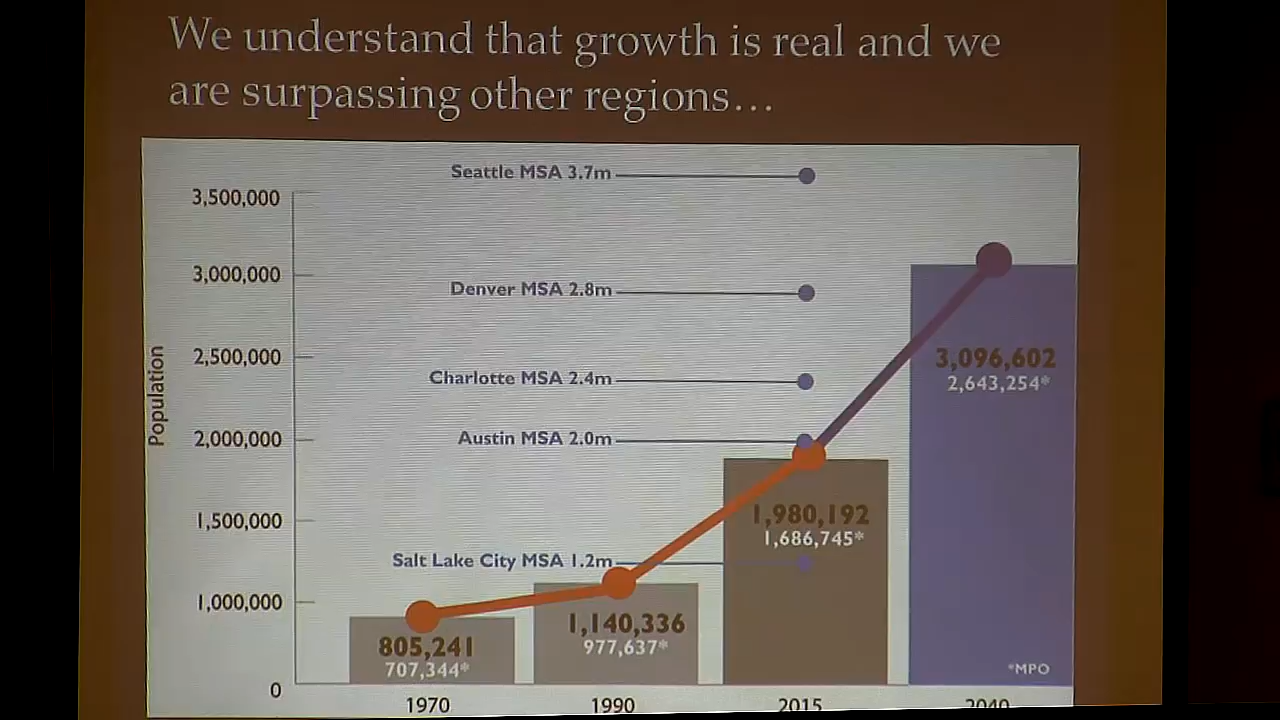 We understand that growth is real and we
are surpassing other regions…
Seattle MSA 3.7m
3,500,000
3,000,000
Denver MSA 2.8m
2,500,000
3,096,602
2,643,254*
Charlotte MSA 2.4m
Population
2,000,000
Austin MSA 2.0m
1,500,000
1,980,192
1,686,745*
Salt Lake City MSA 1.2m
1,000,000
1,140,336
977,637*
805,241
707,344*
*MPO
0
1970
1990
2015
2040